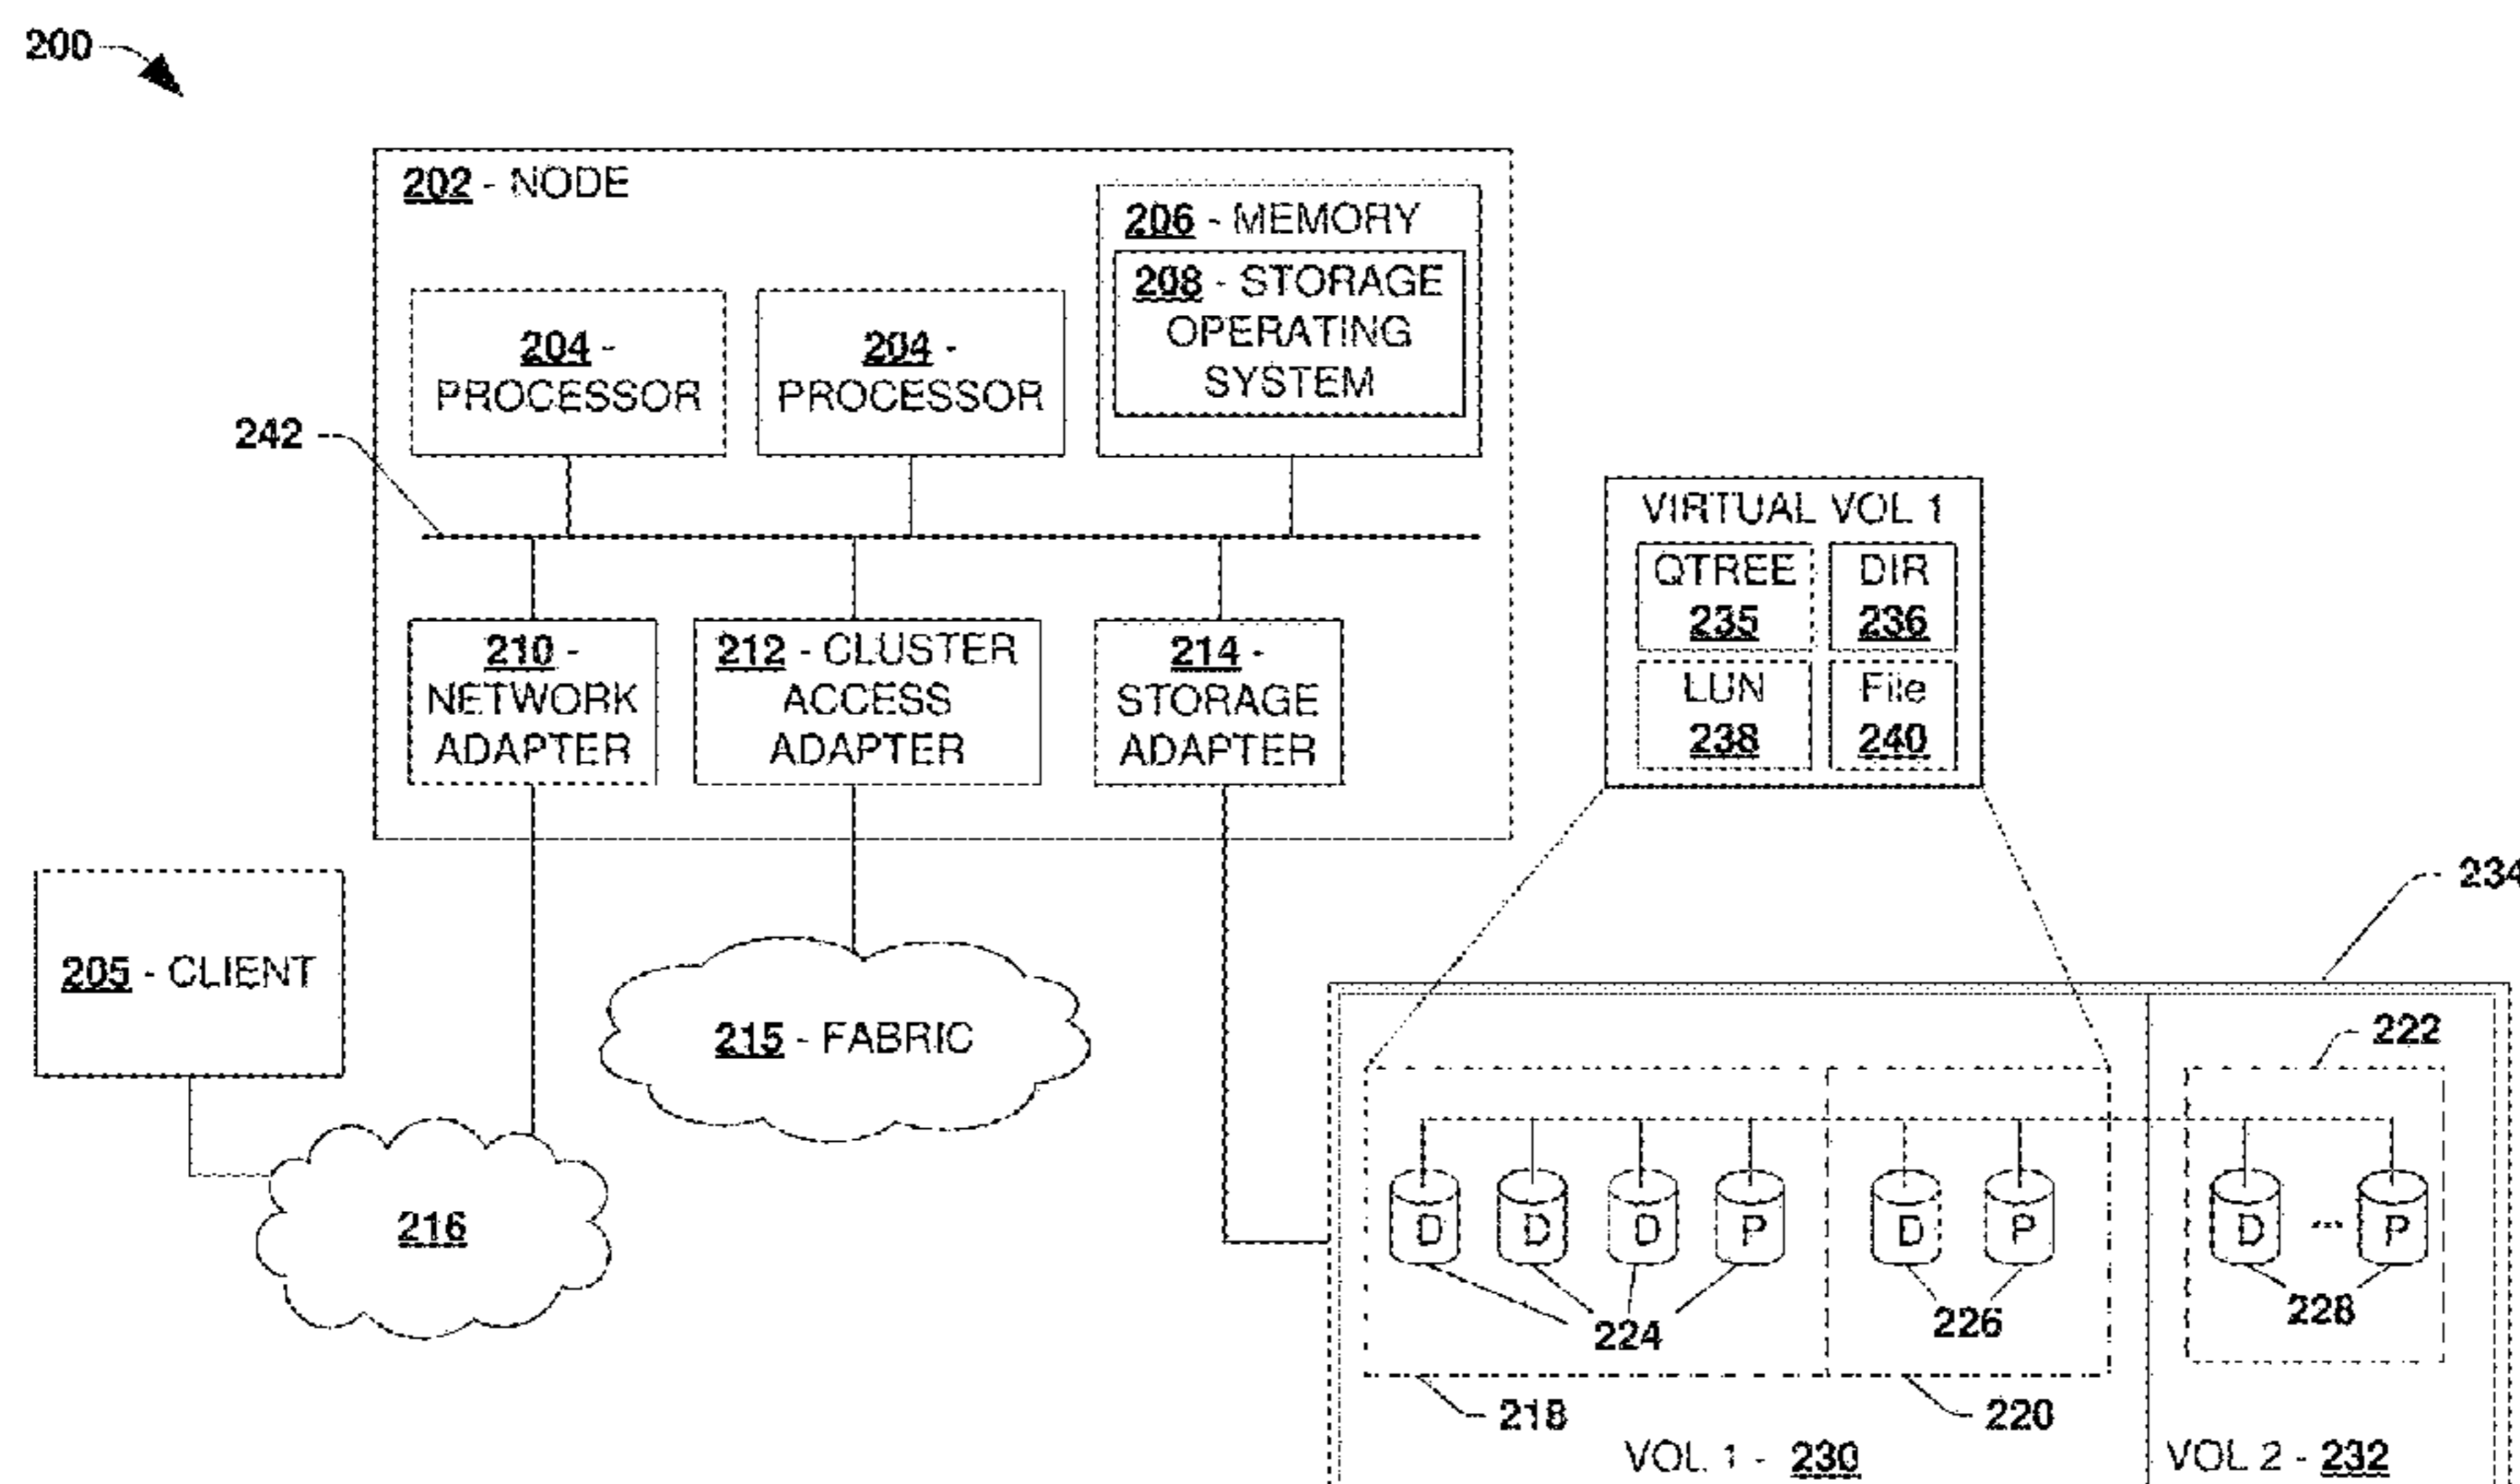 200
202 - NODE
206 - MEMORY
208 - STORAGE
OPERATING
SYSTEM
204 -
PROCESSOR
204 -
PROCESSOR
242
VIRTUAL VOL 1
QTREE
235
DIR
236
LUN
238
File
240
210 -
NETWORK
ADAPTER
212 - CLUSTER
ACCESS
ADAPTER
214 -
STORAGE
ADAPTER
234
205 - CLIENT
215 - FABRIC
222
216
D
D
D
P
D
P
D
...
P
224
226
228
218
220
VOL 1 - 230
VOL 2 - 232